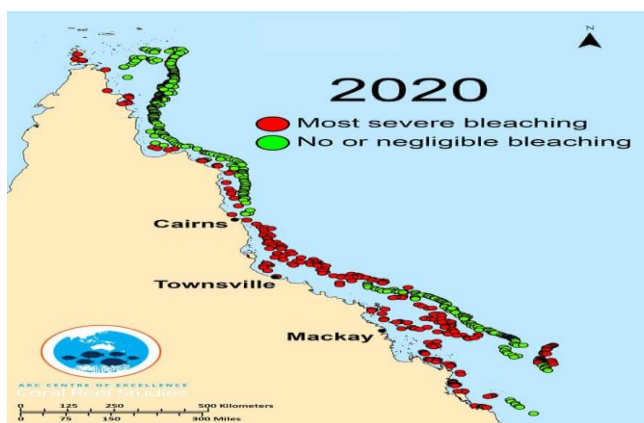 N
2020
Most severe bleaching
No or negligible bleaching
Cairns
Townsville
Mackay
ARC CENTRE OF EXCELLENCE
Coral Reef Studies
0 125 250 500 Kilometers
0 75 150 300 Miles